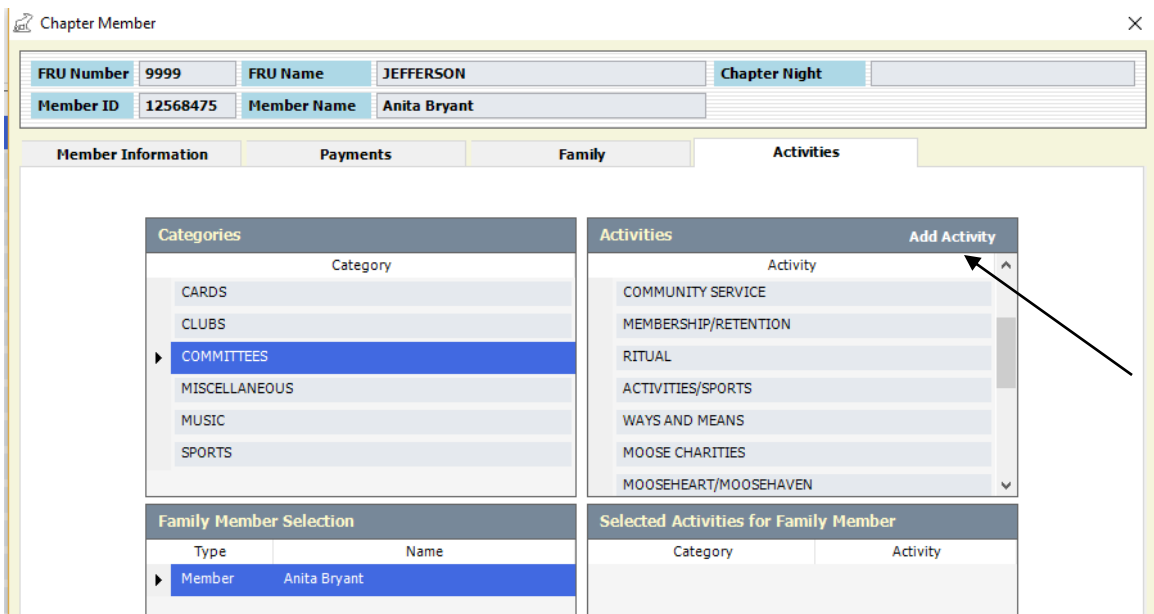 Chapter Member
FRU Number 9999 FRU Name JEFFERSON Chapter Night
Member ID 12568475 Member Name Anita Bryant
Member Information Payments Family Activities
Categories
Category
CARDS
CLUBS
COMMITTEES
MISCELLANEOUS
MUSIC
SPORTS
Activities Add Activity
Activity
COMMUNITY SERVICE
MEMBERSHIP/RETENTION
RITUAL
ACTIVITIES/SPORTS
WAYS AND MEANS
MOOSE CHARITIES
MOOSEHEART/MOOSEHAVEN
Family Member Selection
Type Name
Member Anita Bryant
Selected Activities for Family Member
Category Activity